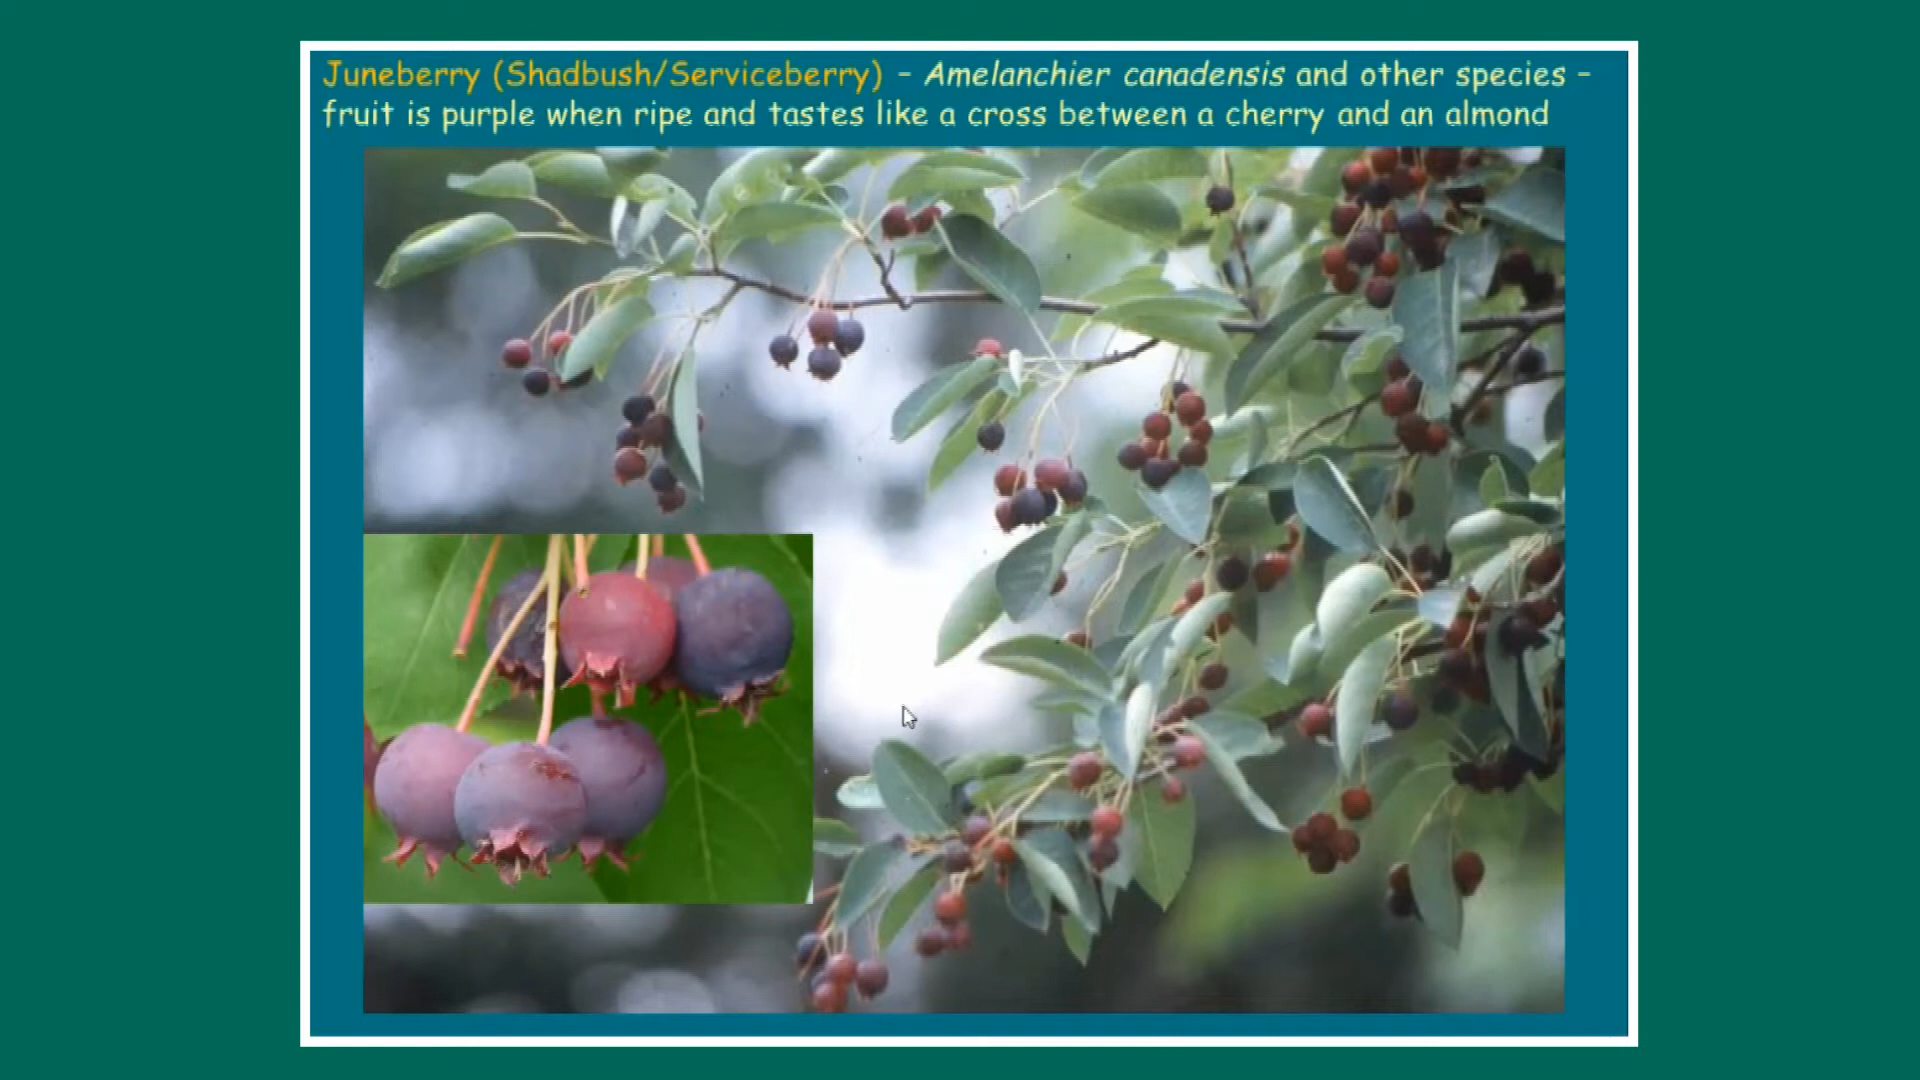 Juneberry (Shadbush/Serviceberry) – Amelanchier canadensis and other species –
fruit is purple when ripe and tastes like a cross between a cherry and an almond